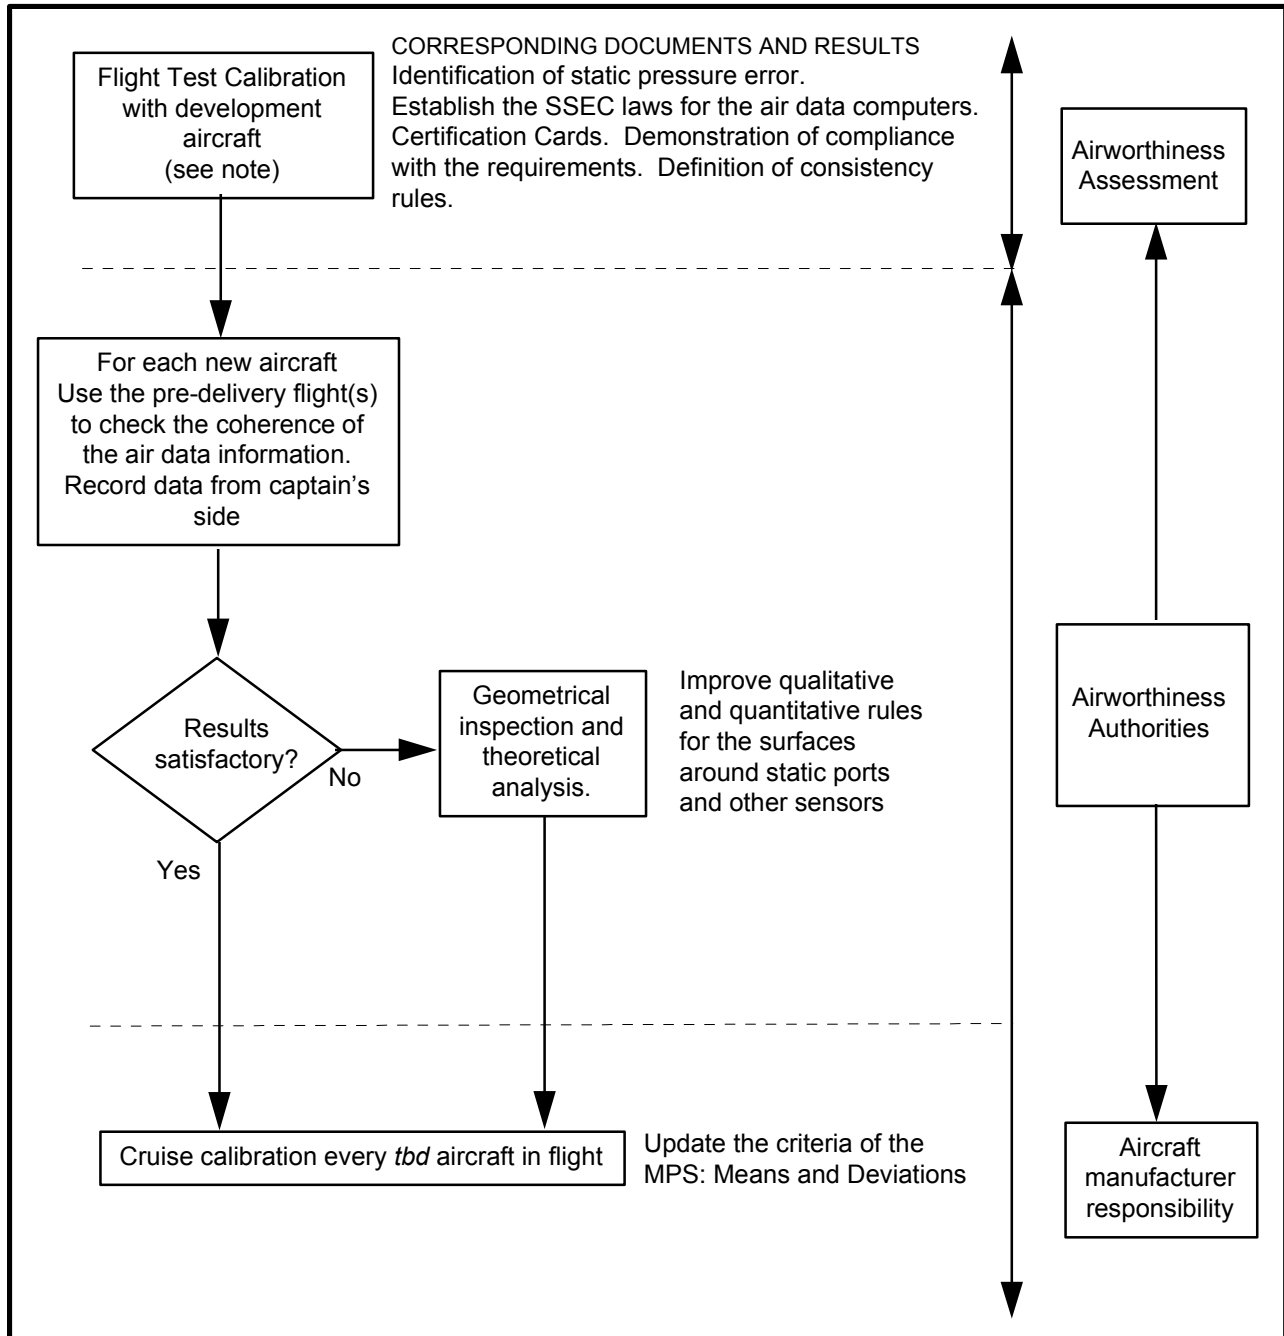 Flight Test Calibration
with development
aircraft
(see note)
CORRESPONDING DOCUMENTS AND RESULTS
Identification of static pressure error.
Establish the SSEC laws for the air data computers.
Certification Cards.  Demonstration of compliance
with the requirements.  Definition of consistency
rules.
Airworthiness
Assessment
For each new aircraft
Use the pre-delivery flight(s)
to check the coherence of
the air data information.
Record data from captain’s
side
Results
satisfactory?
No
Yes
Geometrical
inspection and
theoretical
analysis.
Improve qualitative
and quantitative rules
for the surfaces
around static ports
and other sensors
Airworthiness
Authorities
Cruise calibration every tbd aircraft in flight
Update the criteria of the
MPS: Means and Deviations
Aircraft
manufacturer
responsibility